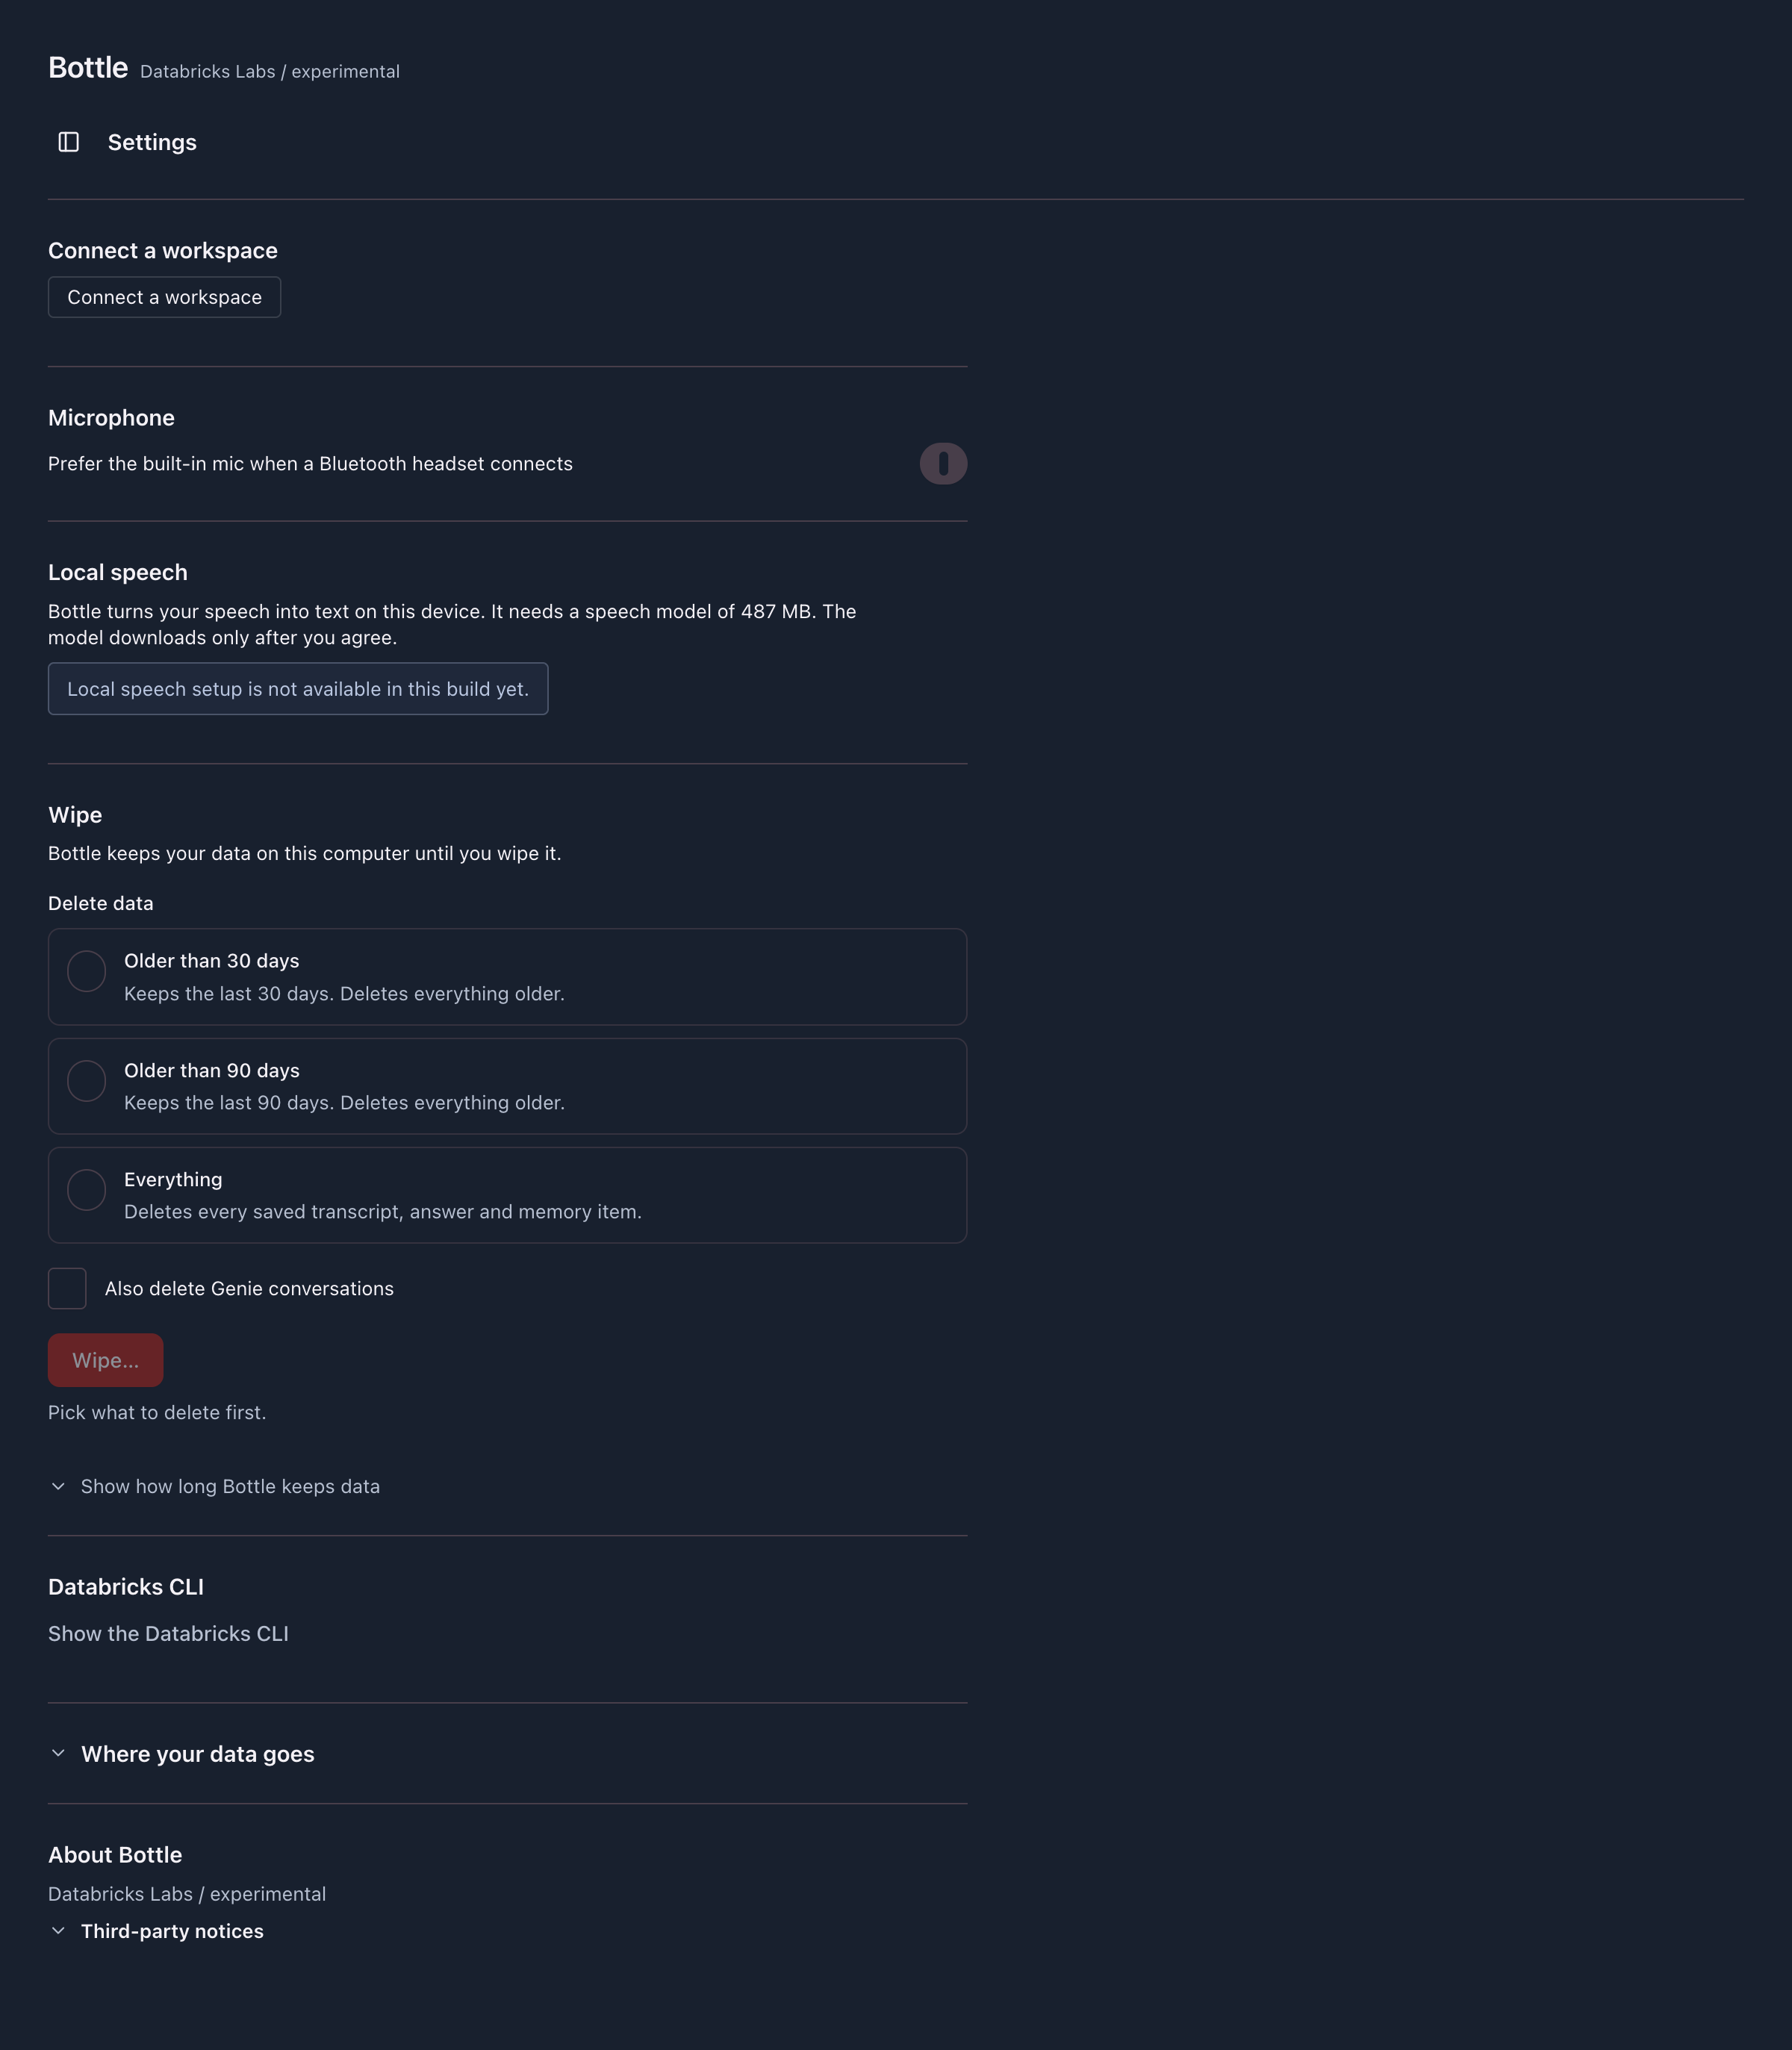 Bottle Databricks Labs / experimental
Settings
Connect a workspace
Connect a workspace
Microphone
Prefer the built-in mic when a Bluetooth headset connects
Local speech
Bottle turns your speech into text on this device. It needs a speech model of 487 MB. The
model downloads only after you agree.
Local speech setup is not available in this build yet.
Wipe
Bottle keeps your data on this computer until you wipe it.
Delete data
Older than 30 days
Keeps the last 30 days. Deletes everything older.
Older than 90 days
Keeps the last 90 days. Deletes everything older.
Everything
Deletes every saved transcript, answer and memory item.
Also delete Genie conversations
Wipe...
Pick what to delete first.
Show how long Bottle keeps data
Databricks CLI
Show the Databricks CLI
Where your data goes
About Bottle
Databricks Labs / experimental
Third-party notices